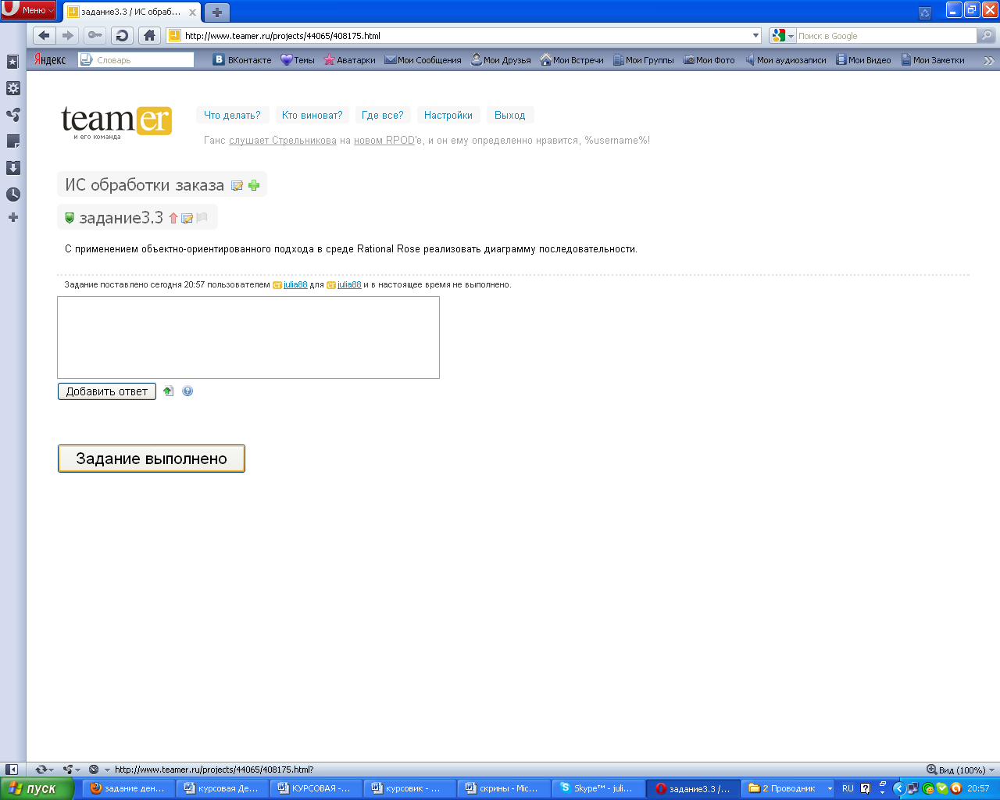 Меню
задание3.3 / ИС обраб...
http://www.teamer.ru/projects/44065/408175.html
Поиск в Google
Яндекс Словарь ВКонтакте Темы Аватарки Мои Сообщения Мои Друзья Мои Встречи Мои Группы Мои Фото Мои аудиозаписи Мои Видео Мои Заметки
teamer
и его команда
Что делать? Кто виноват? Где все? Настройки Выход
Ганс слушает Стрельникова на новом RPOD'е, и он ему определенно нравится, %username%!
ИС обработки заказа
задание3.3
С применением объектно-ориентированного подхода в среде Rational Rose реализовать диаграмму последовательности.
Задание поставлено сегодня 20:57 пользователем ст julia88 для ст julia88 и в настоящее время не выполнено.
Добавить ответ
Задание выполнено
http://www.teamer.ru/projects/44065/408175.html?
Вид (100%)
пуск задание ден... курсовая Де... КУРСОВАЯ -... курсовик - ... скрины - Mic... Skype™ - juli... задание3.3 /... 2 Проводник RU 20:57